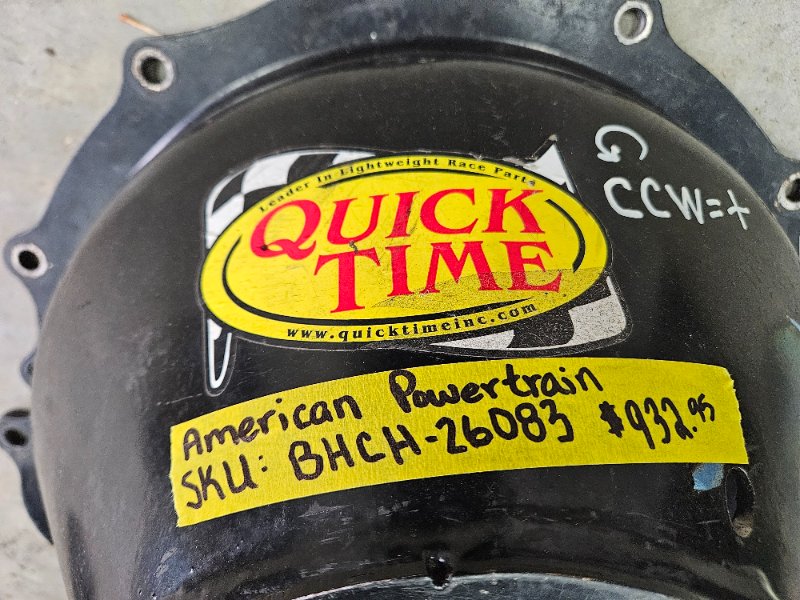 Leader In Lightweight Race Parts
QUICK
TIME
www.quicktimeinc.com
CCW=+
American Powertrain
SKU: BHCH-26083 $932.95